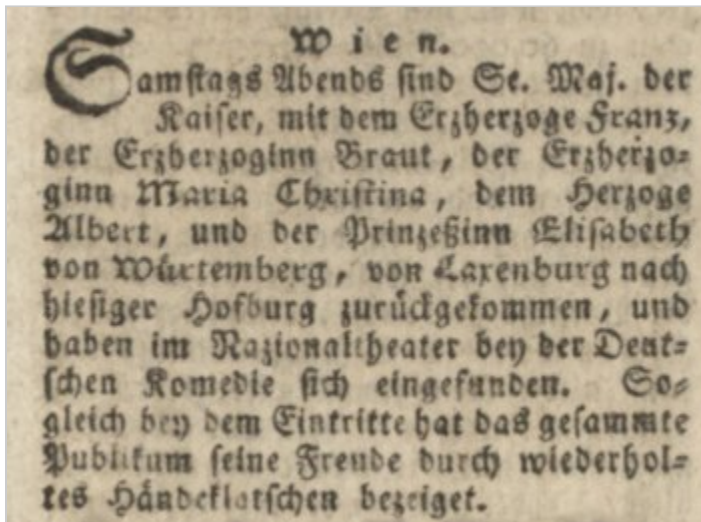 Wien.
Samstags Abends sind Se. Maj. der
Kaiser, mit dem Erzherzoge Franz,
der Erzherzoginn Braut, der Erzherzo-
ginn Maria Christina, dem Herzoge
Albert, und der Prinzeßinn Elisabeth
von Würtemberg, von Laxenburg nach
hiesiger Hofburg zurückgekommen, und
haben im Nazionaltheater bey der Deut-
schen Komedie sich eingefunden. So-
gleich bey dem Eintritte hat das gesammte
Publikum seine Freude durch wiederhol-
tes Händeklatschen bezeiget.